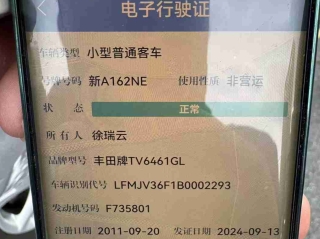 电子行驶证
车辆类型 小型普通客车
号牌号码 新A162NE 使用性质 非营运
状态 正常
所有人 徐瑞云
品牌型号 丰田牌TV6461GL
车辆识别代号 LFMJV36F1B0002293
发动机号码 F735801
注册日期 2011-09-20 发证日期 2024-09-13